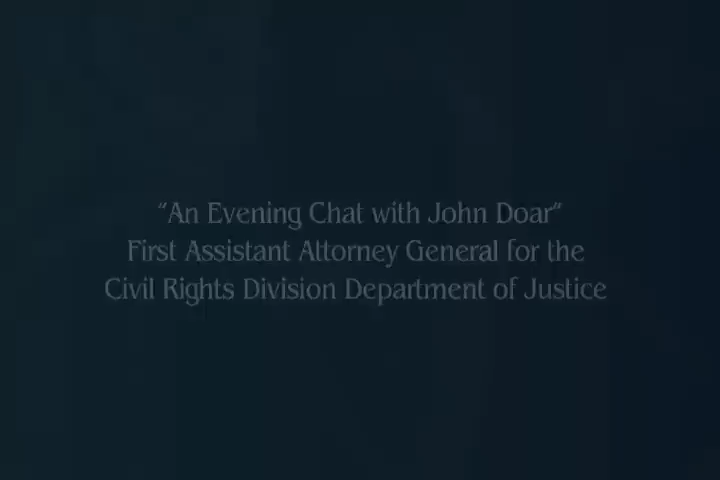 "An Evening Chat with John Doar"
First Assistant Attorney General for the
Civil Rights Division Department of Justice